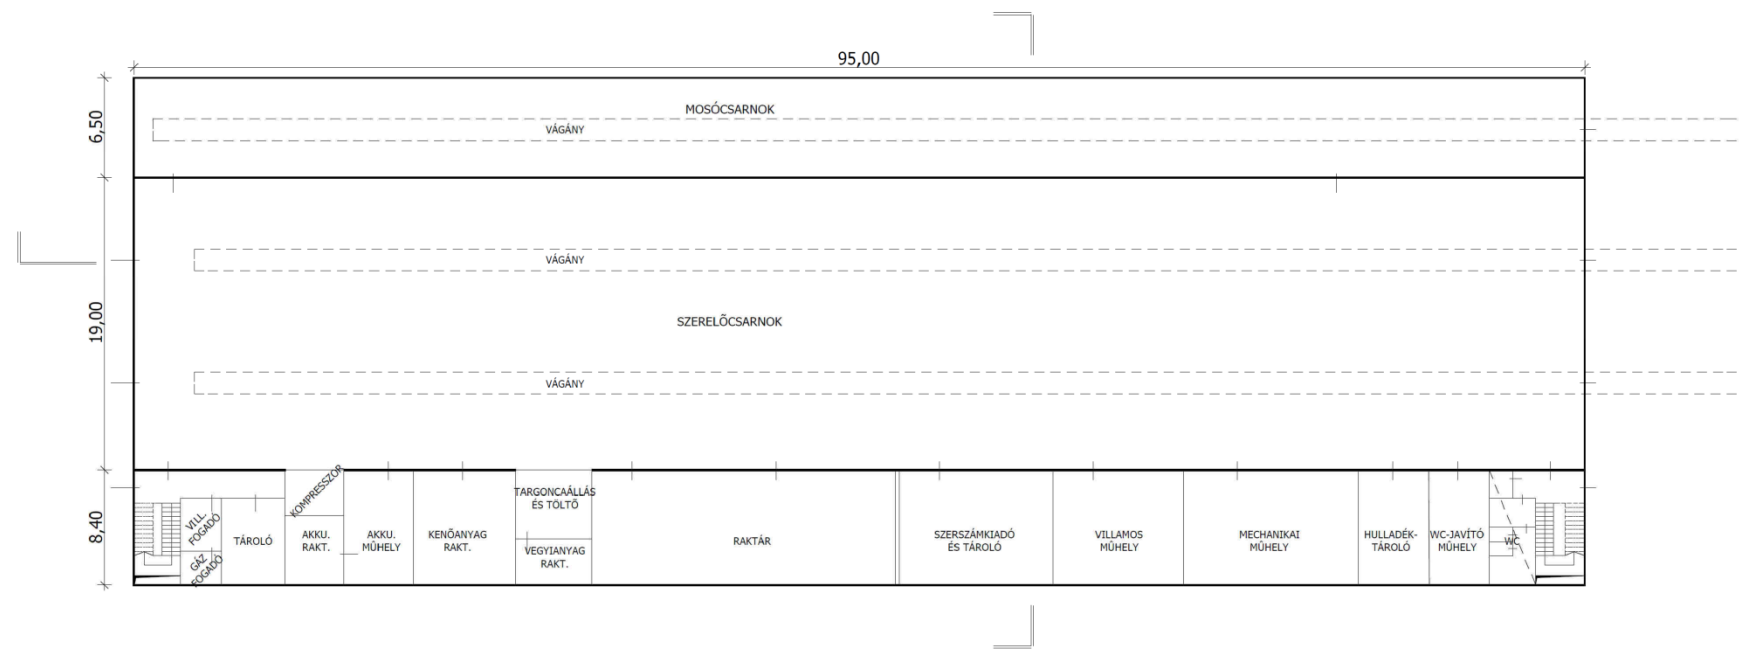 95,00
6,50
MOSÓCSARNOK
VÁGÁNY
VÁGÁNY
19,00
SZERELŐCSARNOK
VÁGÁNY
8,40
VILL.
FOGADÓ
GÁZ
FOGADÓ
TÁROLÓ
KOMPRESSZOR
AKKU.
RAKT.
AKKU.
MŰHELY
KENŐANYAG
RAKT.
TARGONCAÁLLÁS
ÉS TÖLTŐ
VEGYIANYAG
RAKT.
RAKTÁR
SZERSZÁMKIADÓ
ÉS TÁROLÓ
VILLAMOS
MŰHELY
MECHANIKAI
MŰHELY
HULLADÉK-
TÁROLÓ
WC-JAVÍTÓ
MŰHELY
WC